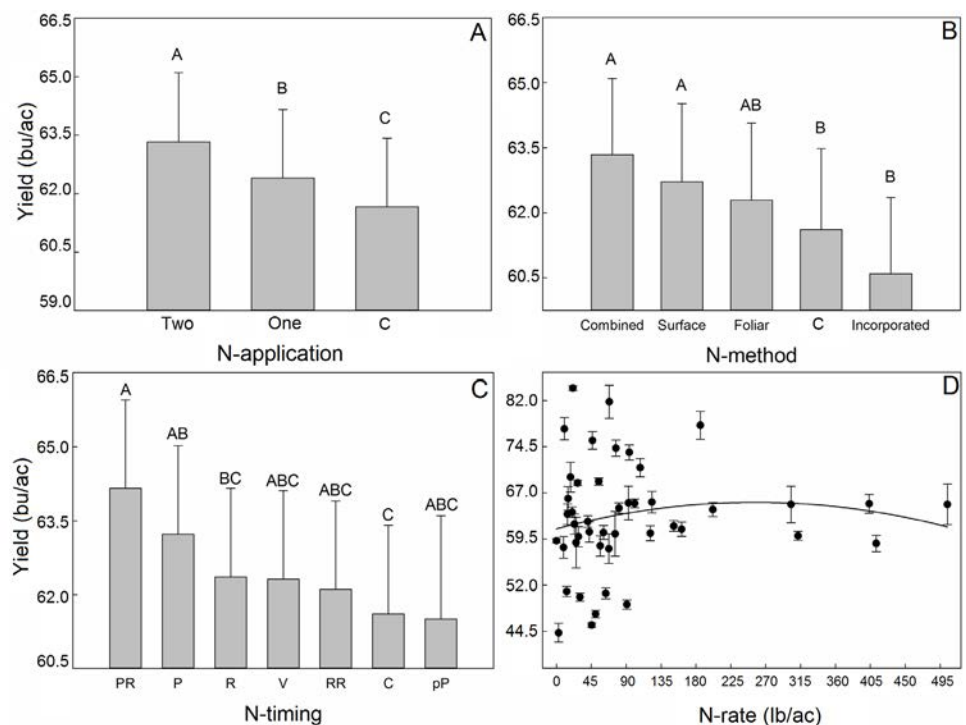 A
66.5
65.0
63.5
62.0
60.5
59.0
Yield (bu/ac)
A
B
C
Two
One
C
N-application
B
66.5
65.0
63.5
62.0
60.5
A
A
AB
B
B
Combined
Surface
Foliar
C
Incorporated
N-method
C
66.5
65.0
63.5
62.0
60.5
Yield (bu/ac)
A
AB
BC
ABC
ABC
C
ABC
PR
P
R
V
RR
C
pP
N-timing
D
82.0
74.5
67.0
59.5
52.0
44.5
0 45 90 135 180 225 270 315 360 405 450 495
N-rate (lb/ac)